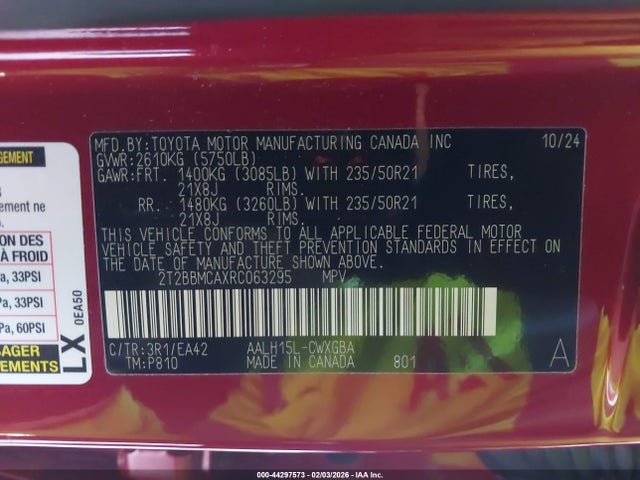 MFD.BY:TOYOTA MOTOR MANUFACTURING CANADA INC 10/24
GVWR:2610KG (5750LB)
GAWR:FRT. 1400KG (3085LB) WITH 235/50R21 TIRES,
21X8J RIMS.
RR. 1480KG (3260LB) WITH 235/50R21 TIRES,
21X8J RIMS.
THIS VEHICLE CONFORMS TO ALL APPLICABLE FEDERAL MOTOR
VEHICLE SAFETY AND THEFT PREVENTION STANDARDS IN EFFECT
ON THE DATE OF MANUFACTURE SHOWN ABOVE.
2T2BBMCAXRC063295 MPV
C/TR:3R1/EA42 AALH15L-CWXGBA A
TM:P810 MADE IN CANADA 801
GEMENT
ement ne
ION DES
À FROID
a, 33PSI
a, 33PSI
Pa, 60PSI
SAGER
EMENTS
LX
0EA50
000-44297573 - 02/03/2026 - IAA Inc.